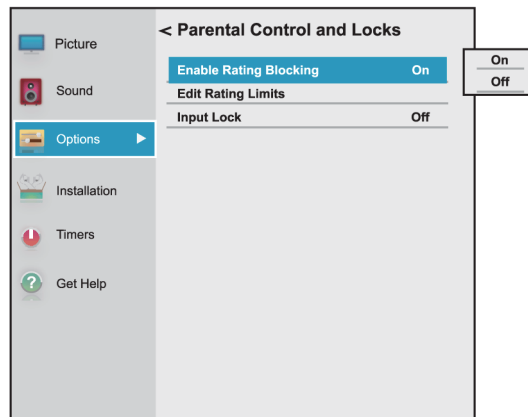 Picture
Sound
Options
Installation
Timers
Get Help
< Parental Control and Locks
Enable Rating Blocking On
Edit Rating Limits
Input Lock Off
On
Off